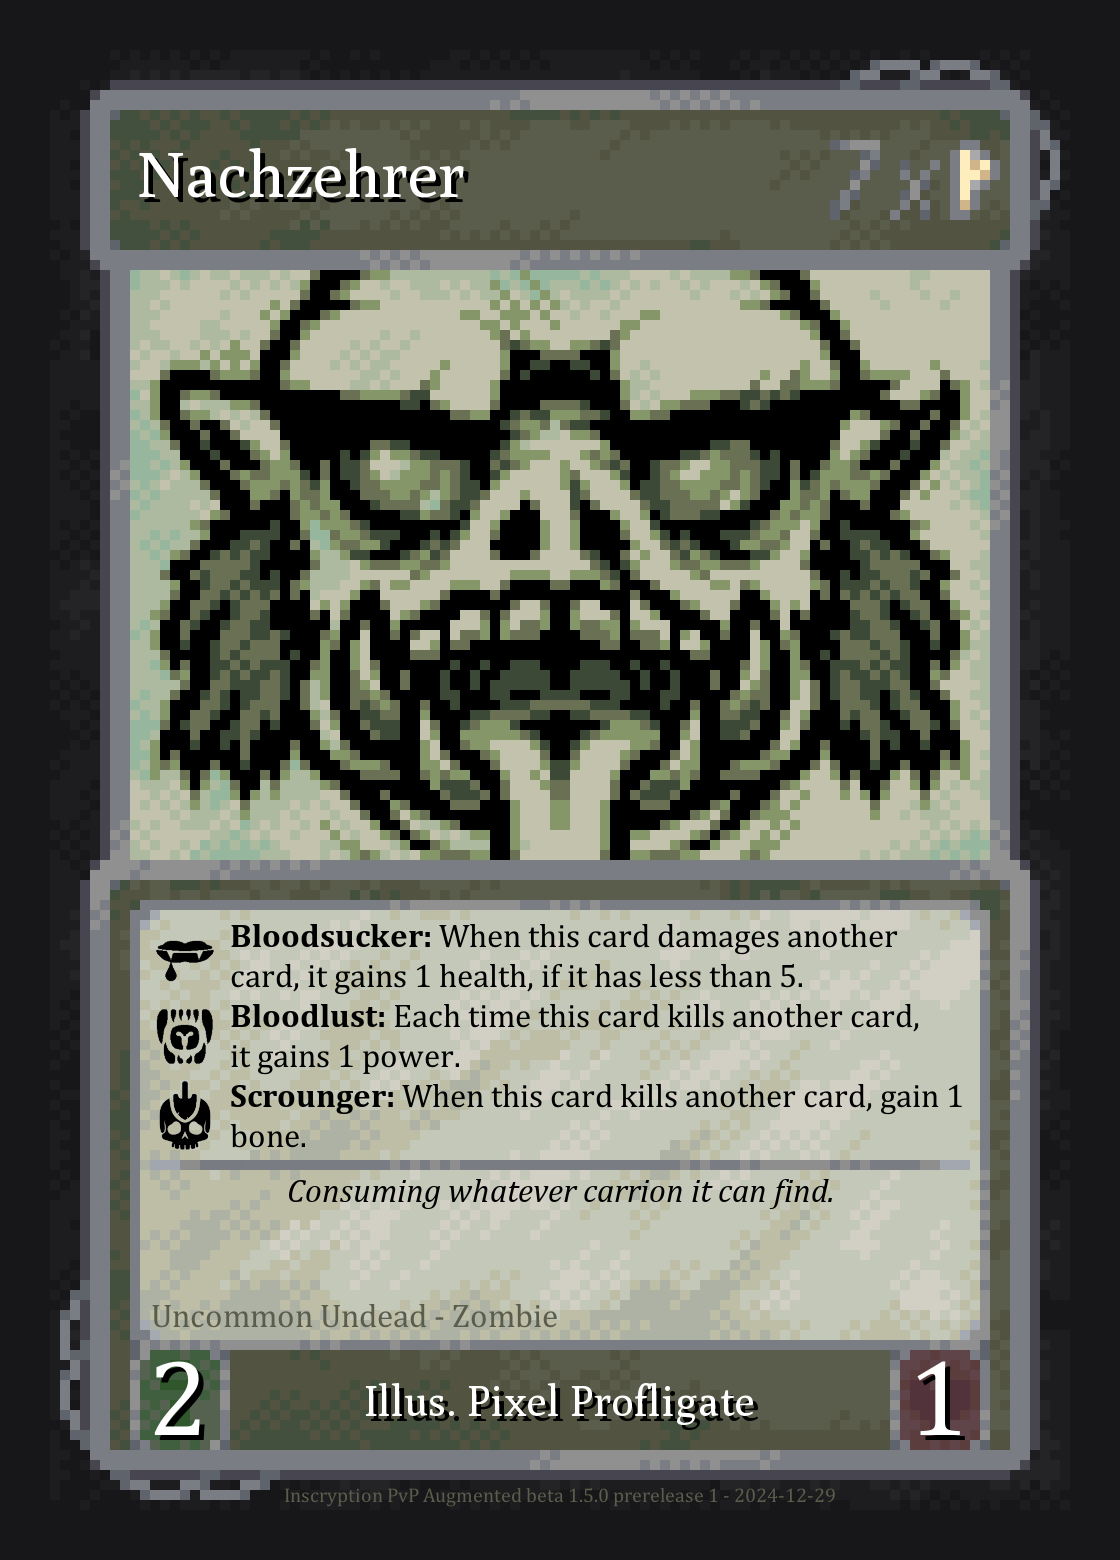 Nachzehrer
7x
Bloodsucker: When this card damages another
card, it gains 1 health, if it has less than 5.
Bloodlust: Each time this card kills another card,
it gains 1 power.
Scrounger: When this card kills another card, gain 1
bone.
Consuming whatever carrion it can find.
Uncommon Undead - Zombie
2
Illus. Pixel Profligate
1
Inscryption PvP Augmented beta 1.5.0 prerelease 1 - 2024-12-29